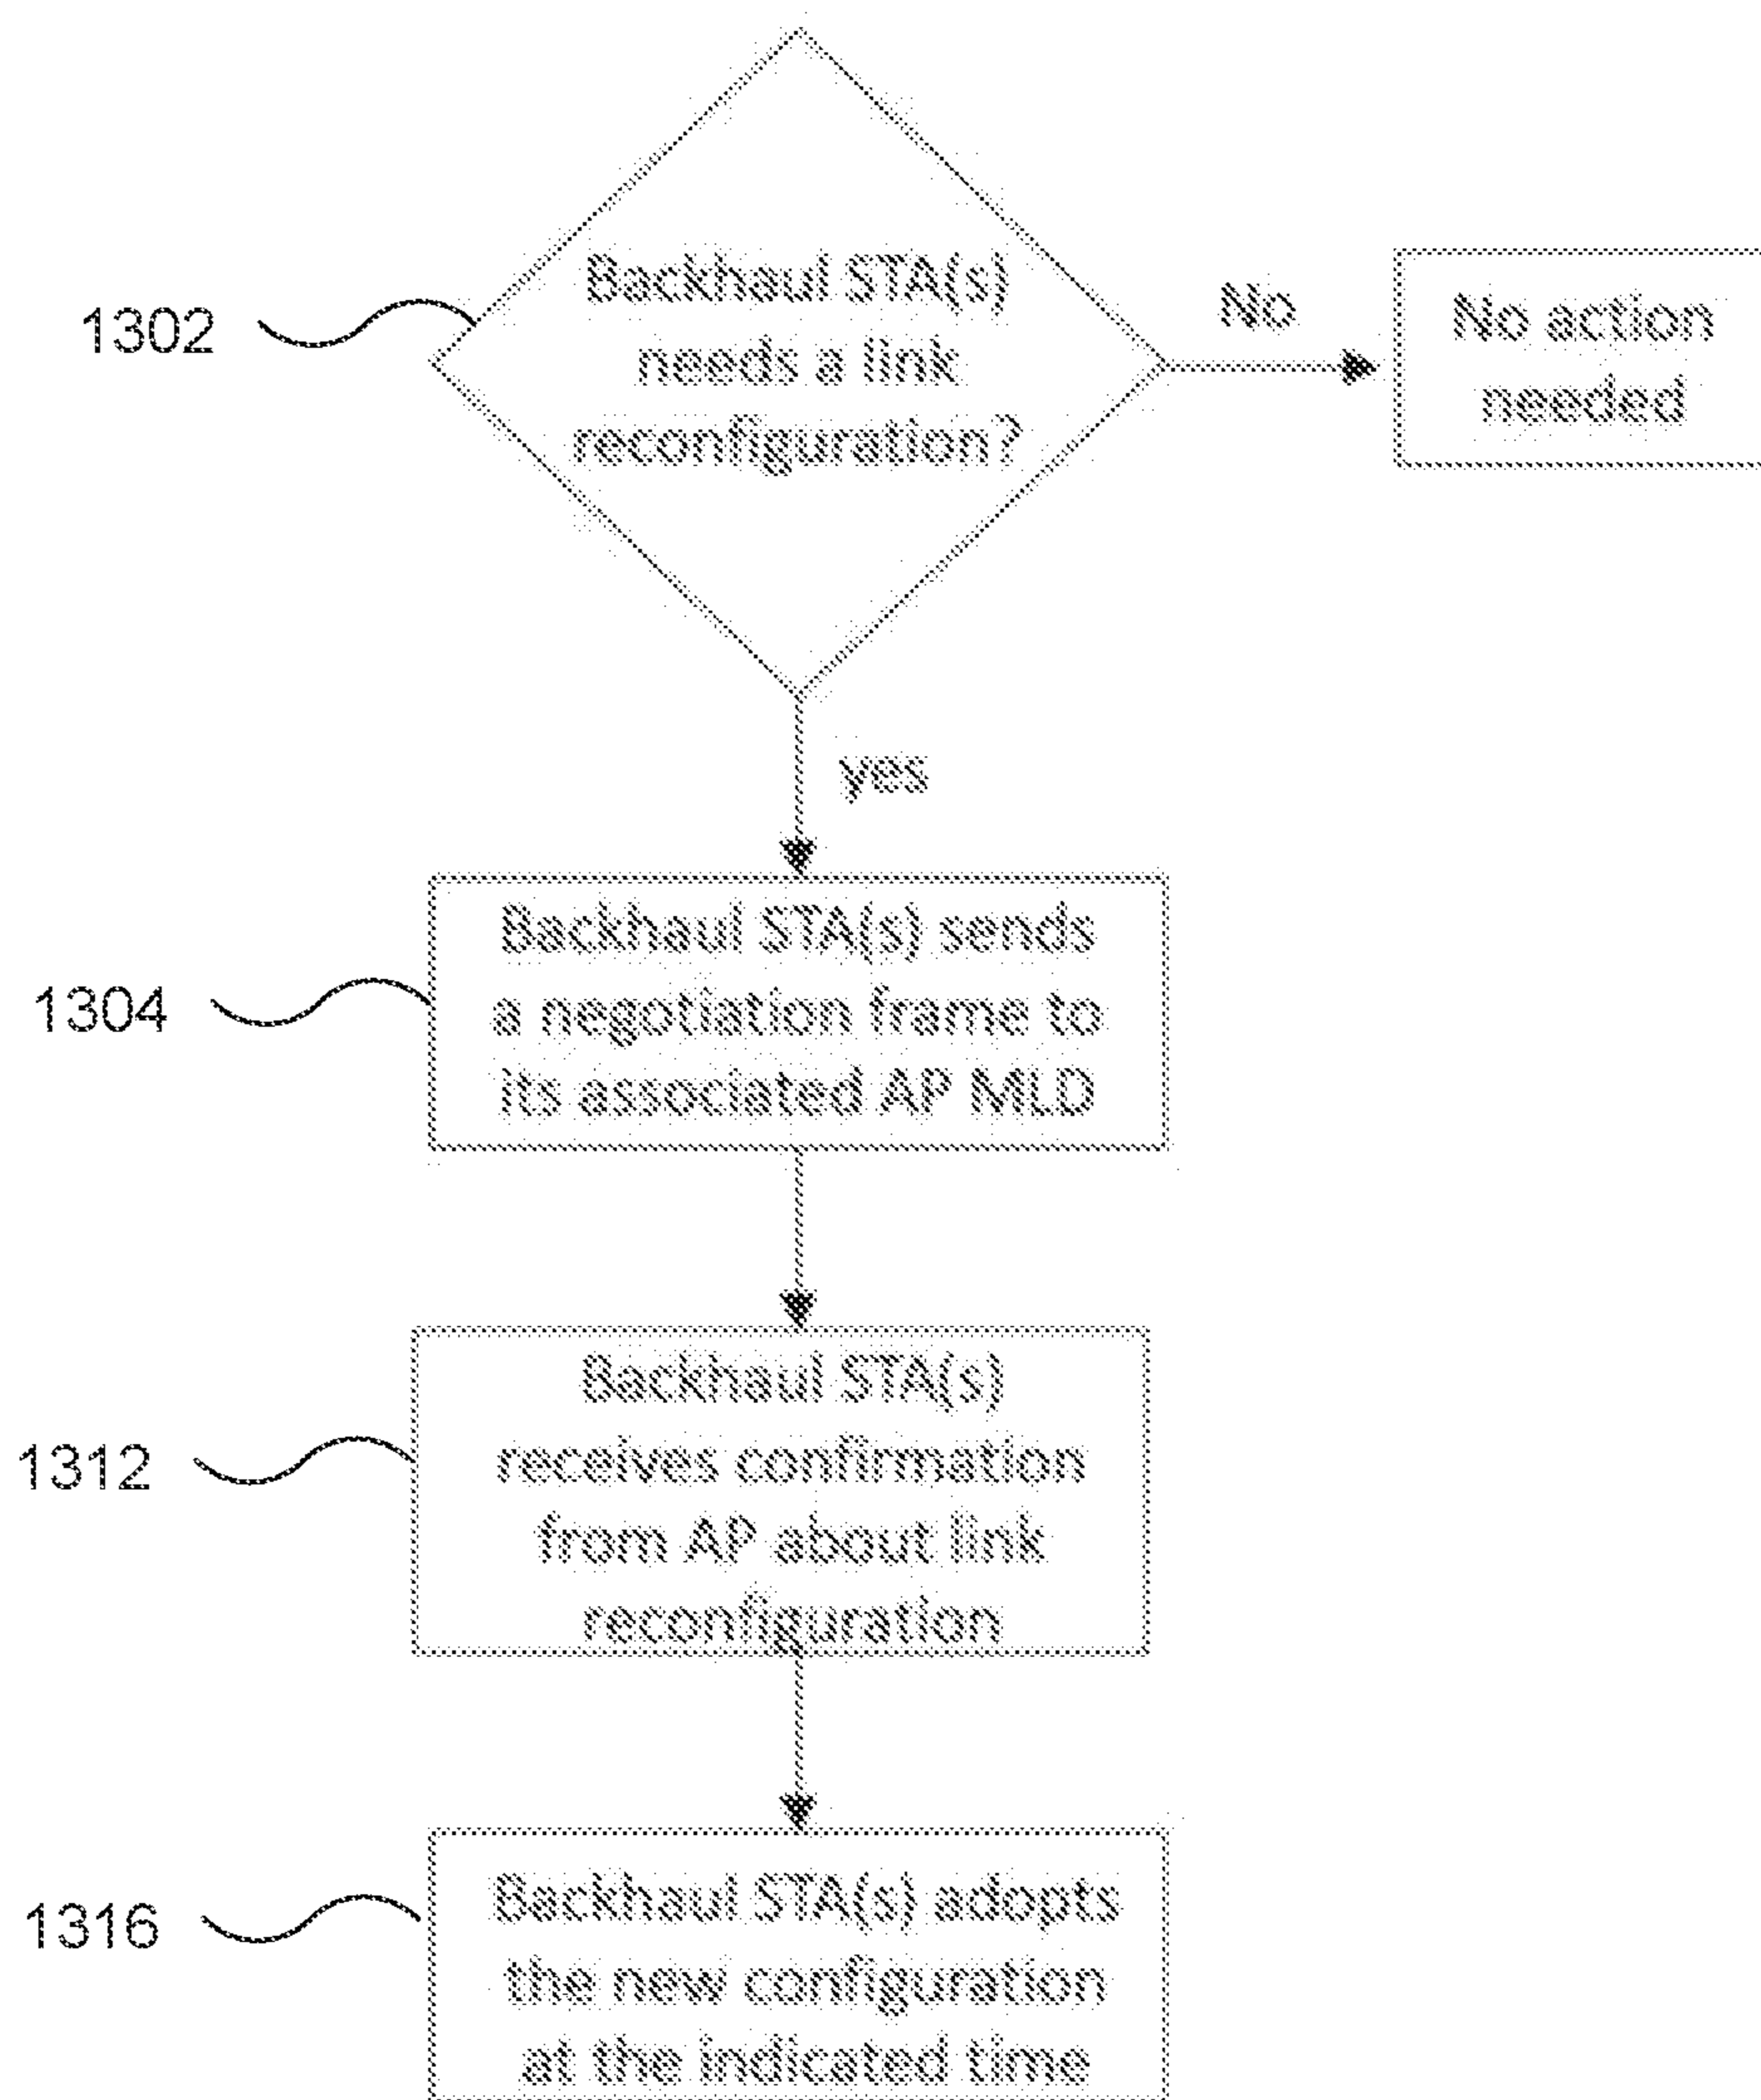 1302
Backhaul STA(s)
needs a link
reconfiguration?
No
No action
needed
yes
1304
Backhaul STA(s) sends
a negotiation frame to
its associated AP MLD
1312
Backhaul STA(s)
receives confirmation
from AP about link
reconfiguration
1316
Backhaul STA(s) adopts
the new configuration
at the indicated time